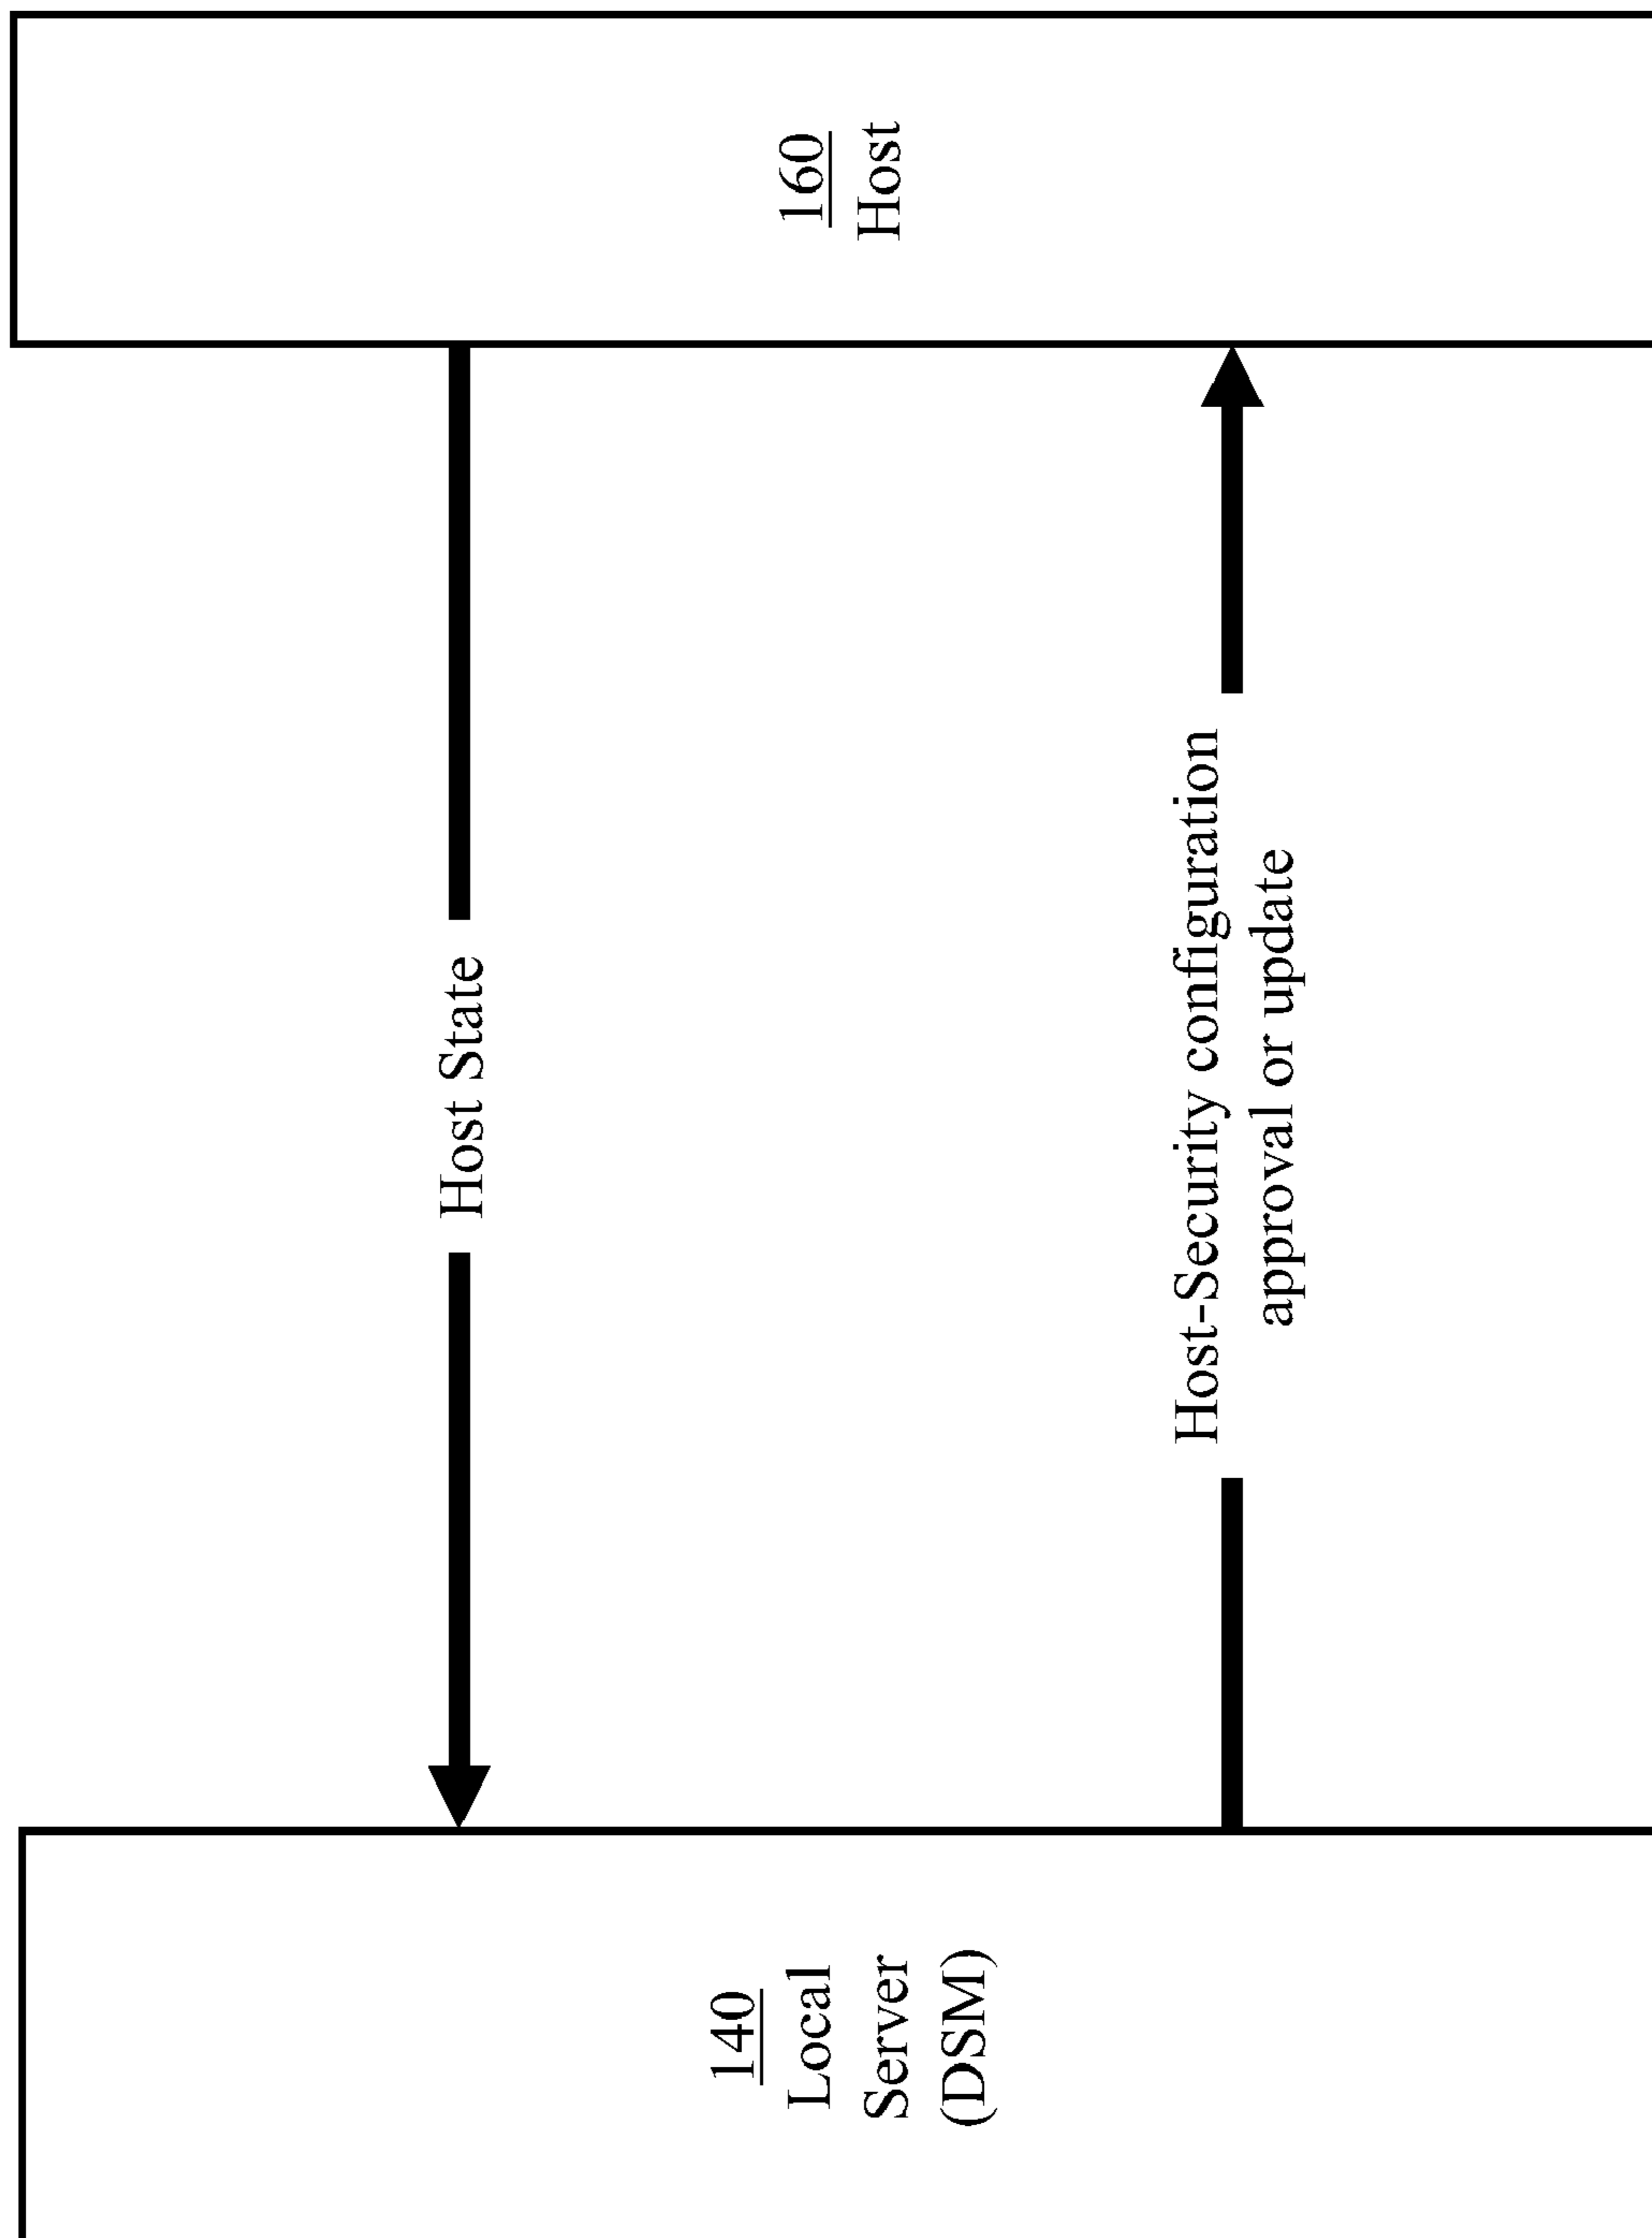 140
Local
Server
(DSM)
Host State
Host-Security configuration
approval or update
160
Host